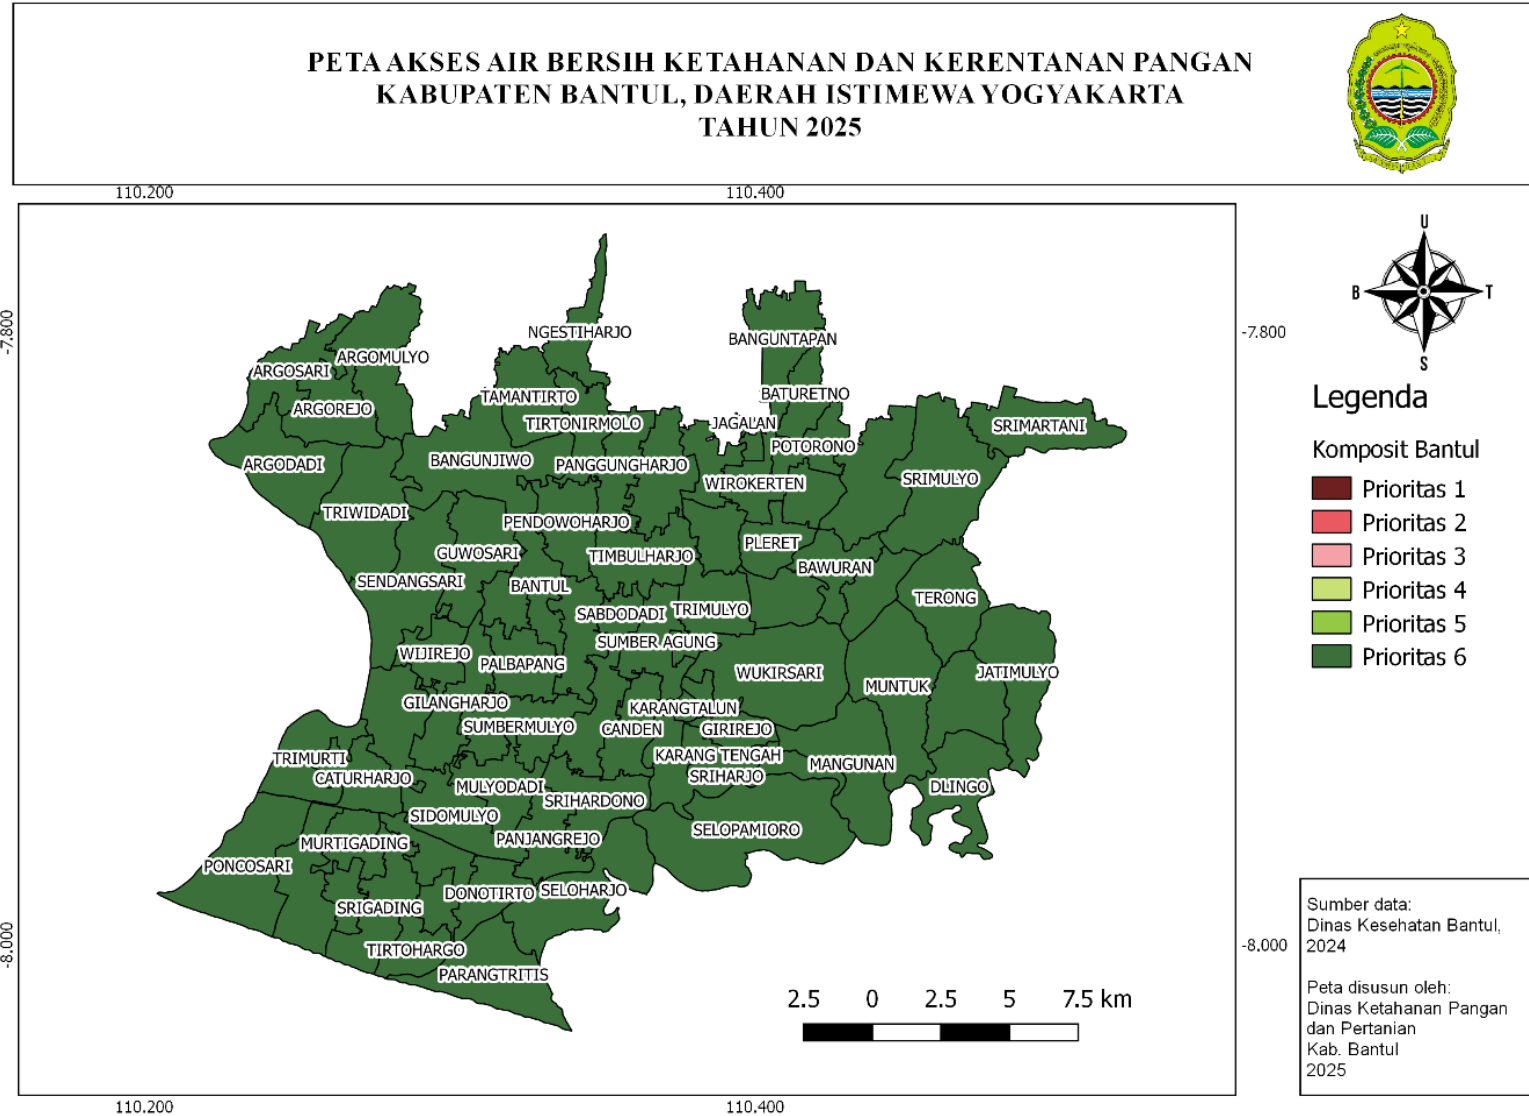 PETA AKSES AIR BERSIH KETAHANAN DAN KERENTANAN PANGAN
KABUPATEN BANTUL, DAERAH ISTIMEWA YOGYAKARTA
TAHUN 2025
110.200
110.400
-7.800
-7.800
NGESTIHARJO
BANGUNTAPAN
ARGOMULYO
ARGOSARI
TAMANTIRTO
BATURETNO
ARGOREJO
TIRTONIRMOLO
JAGALAN
SRIMARTANI
POTORONO
ARGODADI
BANGUNJIWO
PANGGUNGHARJO
WIROKERTEN
SRIMULYO
TRIWIDADI
PENDOWOHARJO
PLERET
GUWOSARI
TIMBULHARJO
BAWURAN
SENDANGSARI
BANTUL
TERONG
SABDODADI
TRIMULYO
SUMBER AGUNG
WIJIREJO
PALBAPANG
WUKIRSARI
JATIMULYO
MUNTUK
GILANGHARJO
KARANGTALUN
SUMBERMULYO
CANDEN
GIRIREJO
TRIMURTI
KARANG TENGAH
MANGUNAN
CATURHARJO
SRIHARJO
MULYODADI
DLINGO
SRIHARDONO
SIDOMULYO
SELOPAMIORO
MURTIGADING
PANJANGREJO
PONCOSARI
DONOTIRTO
SELOHARJO
SRIGADING
TIRTOHARGO
PARANGTRITIS
-8.000
-8.000
2.5 0 2.5 5 7.5 km
110.200
110.400
U
B
T
S
Legenda
Komposit Bantul
Prioritas 1
Prioritas 2
Prioritas 3
Prioritas 4
Prioritas 5
Prioritas 6
Sumber data:
Dinas Kesehatan Bantul,
2024
Peta disusun oleh:
Dinas Ketahanan Pangan
dan Pertanian
Kab. Bantul
2025